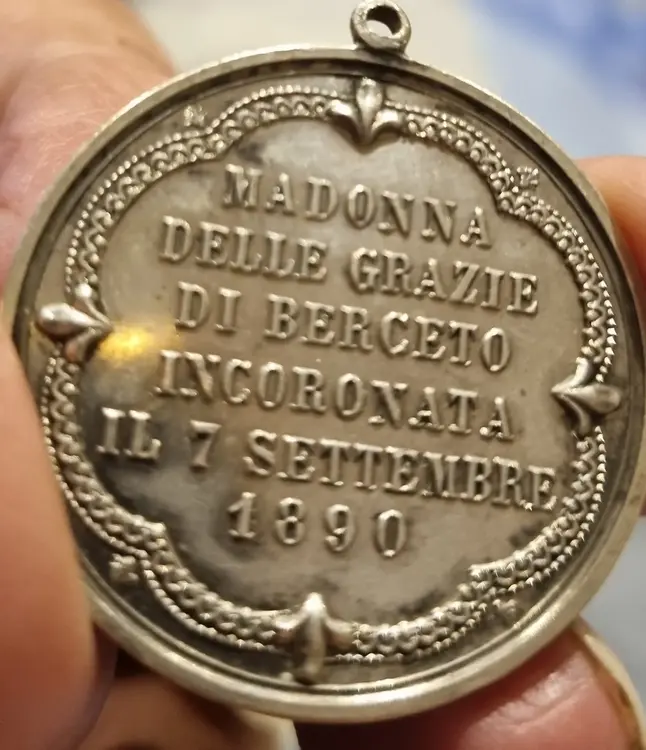 MADONNA
DELLE GRAZIE
DI BERCETO
INCORONATA
IL 7 SETTEMBRE
1890